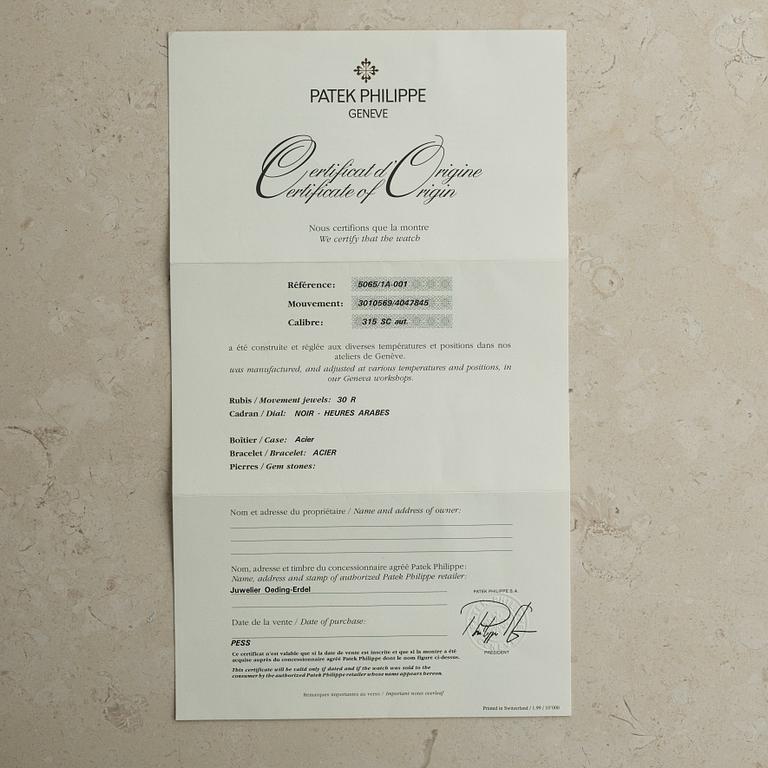 PATEK PHILIPPE
GENEVE
Certificat d'Origine
Certificate of Origin
Nous certifions que la montre
We certify that the watch
Référence: 5065/1A-001
Mouvement: 3010569/4047845
Calibre: 315 SC aut.
a été construite et réglée aux diverses températures et positions dans nos
ateliers de Genève.
was manufactured, and adjusted at various temperatures and positions, in
our Geneva workshops.
Rubis / Movement jewels: 30 R
Cadran / Dial: NOIR - HEURES ARABES
Boîtier / Case: Acier
Bracelet / Bracelet: ACIER
Pierres / Gem stones:
Nom et adresse du propriétaire / Name and address of owner:
Nom, adresse et timbre du concessionnaire agréé Patek Philippe:
Name, address and stamp of authorized Patek Philippe retailer:
Juwelier Oeding-Erdel
PATEK PHILIPPE S.A.
Date de la vente / Date of purchase:
PESS
PRESIDENT
Ce certificat n'est valable que si la date de vente est inscrite et que si la montre a été
acquise auprès du concessionnaire agréé Patek Philippe dont le nom figure ci-dessus.
This certificate will be valid only if dated and if the watch was sold to the
consumer by the authorized Patek Philippe retailer whose name appears hereon.
Remarques importantes au verso / Important notes overleaf
Printed in Switzerland / 1.99 / 10'000